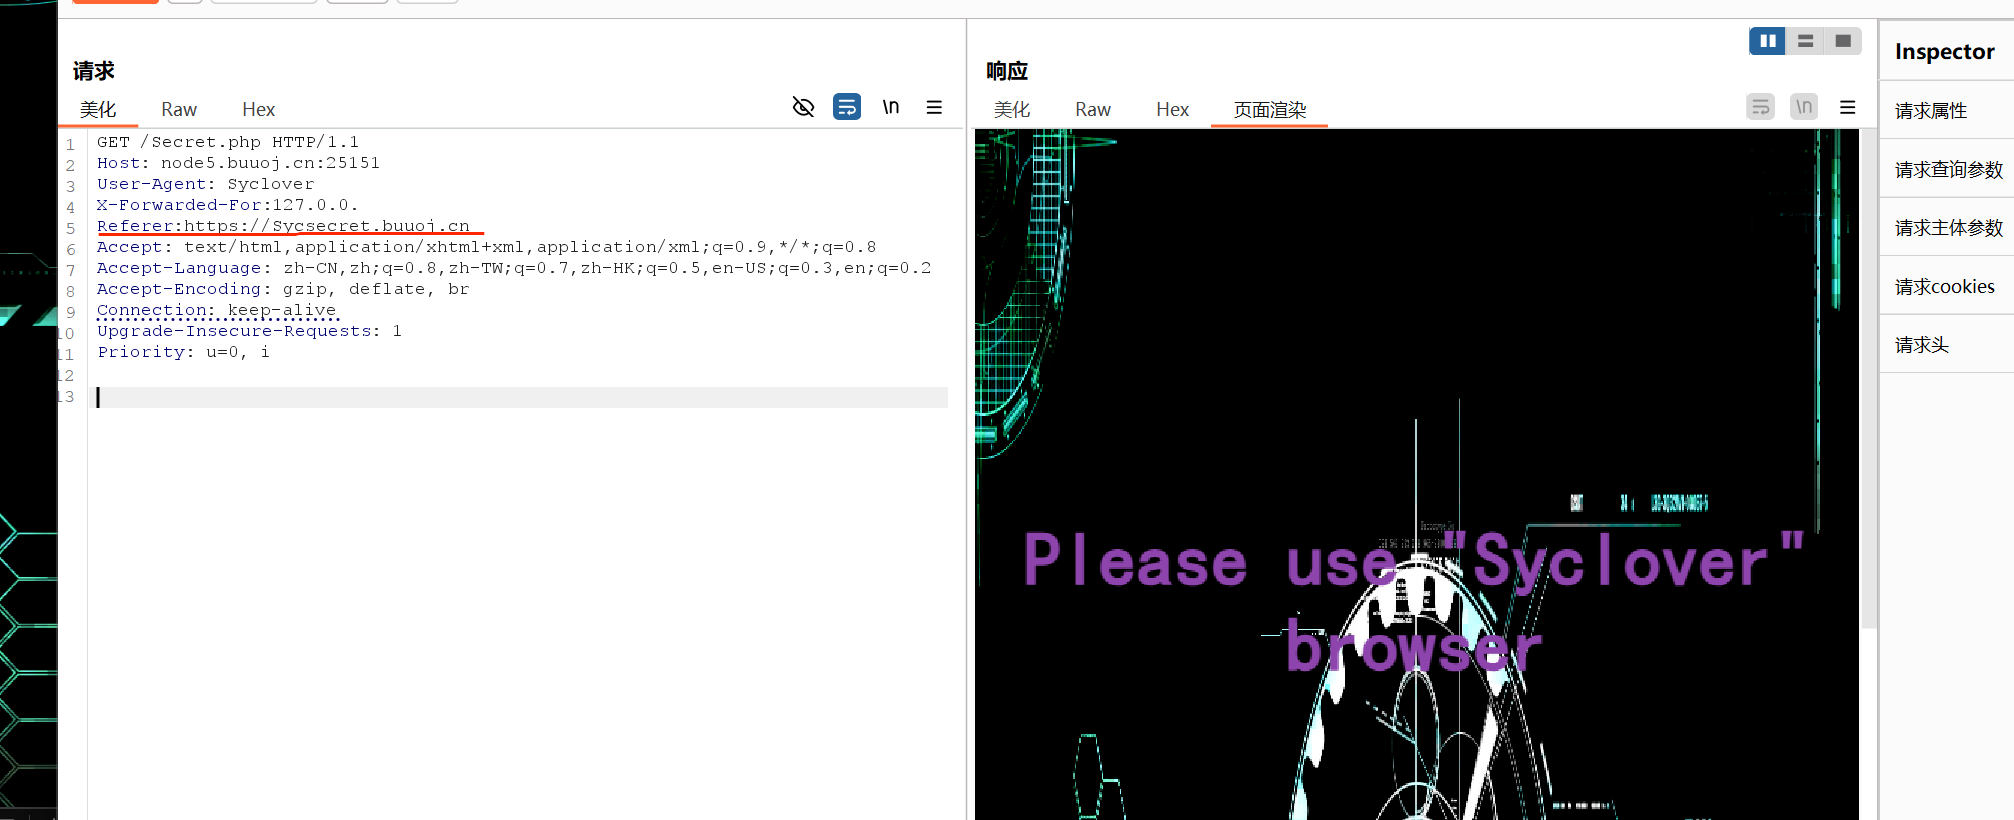 请求
美化 Raw Hex
\n
1 GET /Secret.php HTTP/1.1
2 Host: node5.buuoj.cn:25151
3 User-Agent: Syclover
4 X-Forwarded-For:127.0.0.
5 Referer:https://Sycsecret.buuoj.cn
6 Accept: text/html,application/xhtml+xml,application/xml;q=0.9,*/*;q=0.8
7 Accept-Language: zh-CN,zh;q=0.8,zh-TW;q=0.7,zh-HK;q=0.5,en-US;q=0.3,en;q=0.2
8 Accept-Encoding: gzip, deflate, br
9 Connection: keep-alive
10 Upgrade-Insecure-Requests: 1
11 Priority: u=0, i
12
13
响应
美化 Raw Hex 页面渲染
\n
Please use "Syclover"
browser
Inspector
请求属性
请求查询参数
请求主体参数
请求cookies
请求头